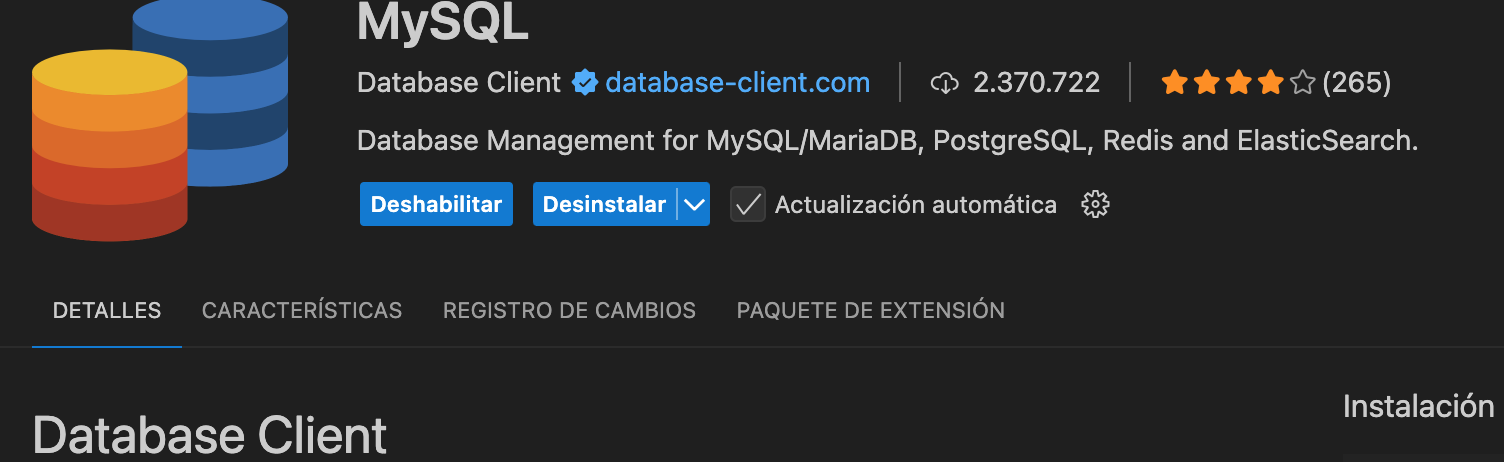 MySQL
Database Client database-client.com 2.370.722 (265)
Database Management for MySQL/MariaDB, PostgreSQL, Redis and ElasticSearch.
Deshabilitar Desinstalar Actualización automática
DETALLES CARACTERÍSTICAS REGISTRO DE CAMBIOS PAQUETE DE EXTENSIÓN
Instalación
Database Client